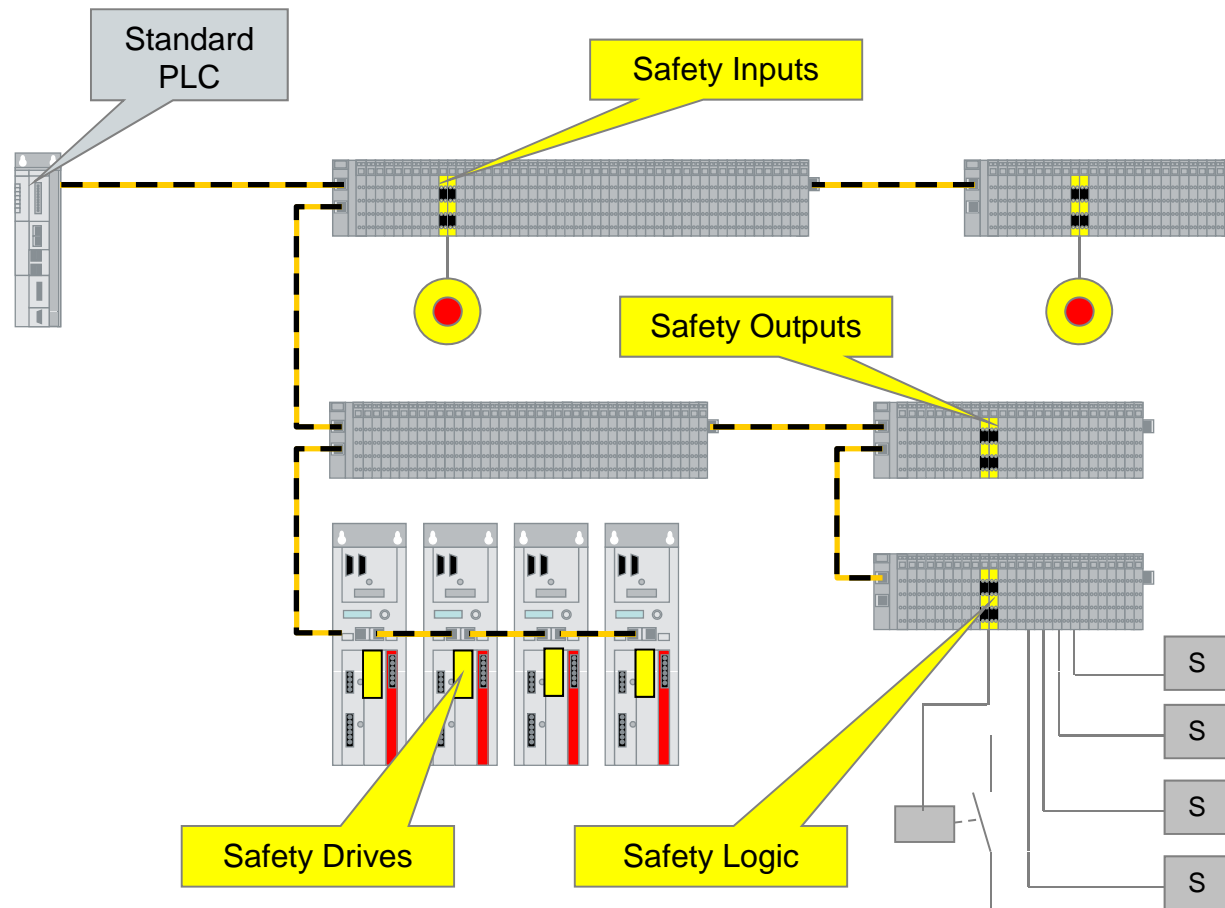 Standard
PLC
Safety Inputs
Safety Outputs
S
S
S
S
Safety Drives
Safety Logic